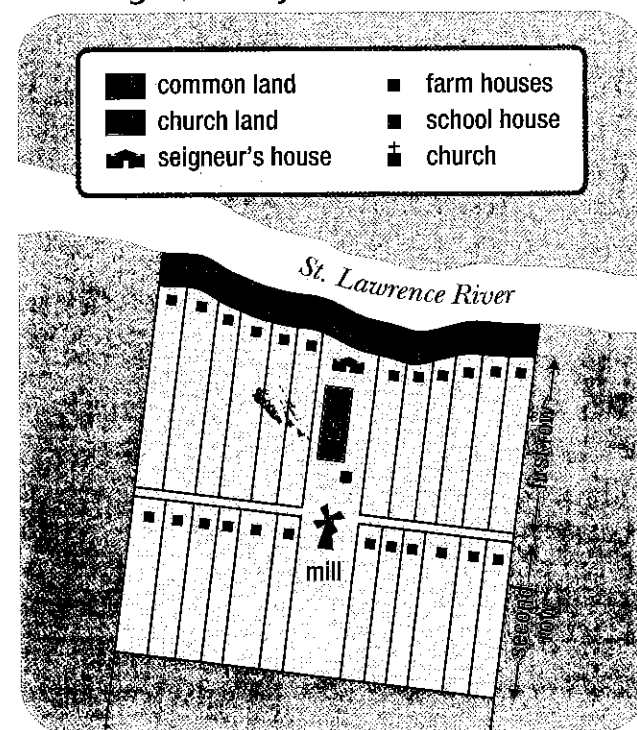 common land
church land
seigneur's house
farm houses
school house
church
St. Lawrence River
first row
second row
mill